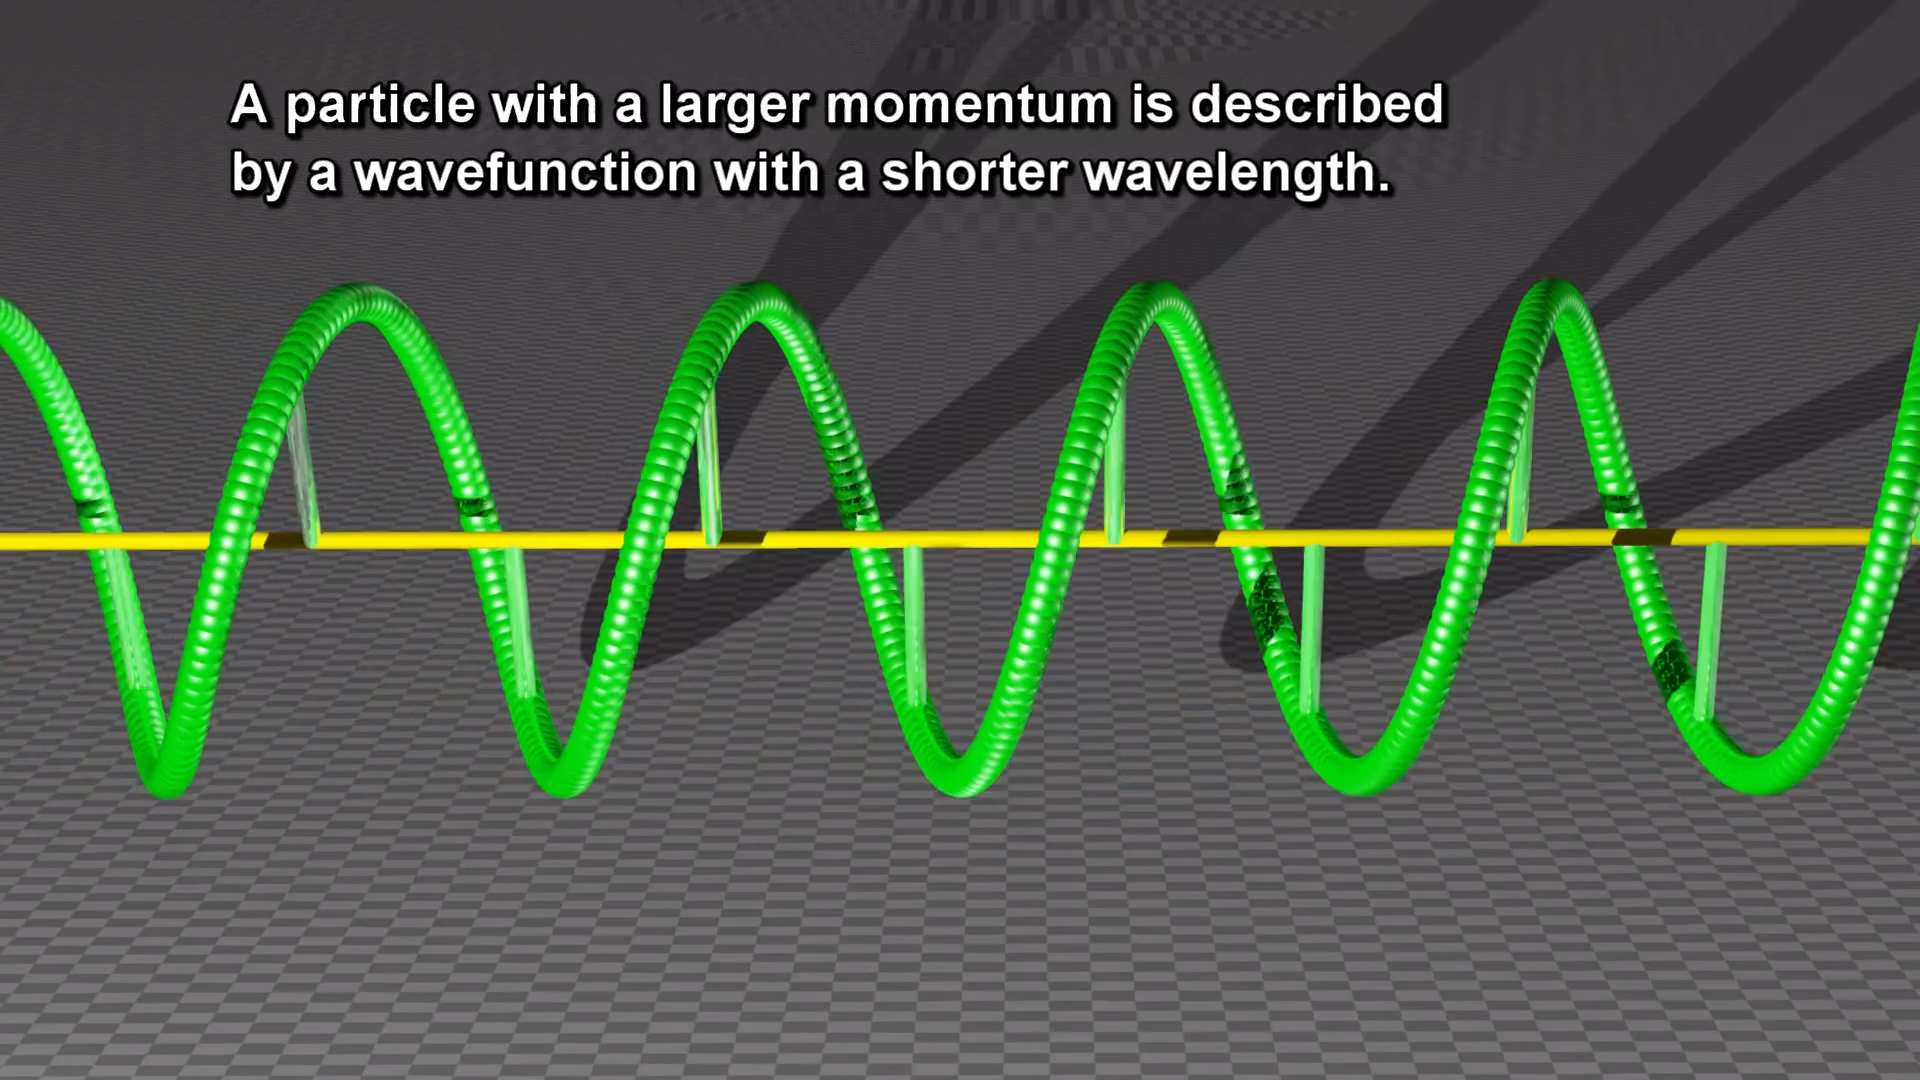 A particle with a larger momentum is described
by a wavefunction with a shorter wavelength.